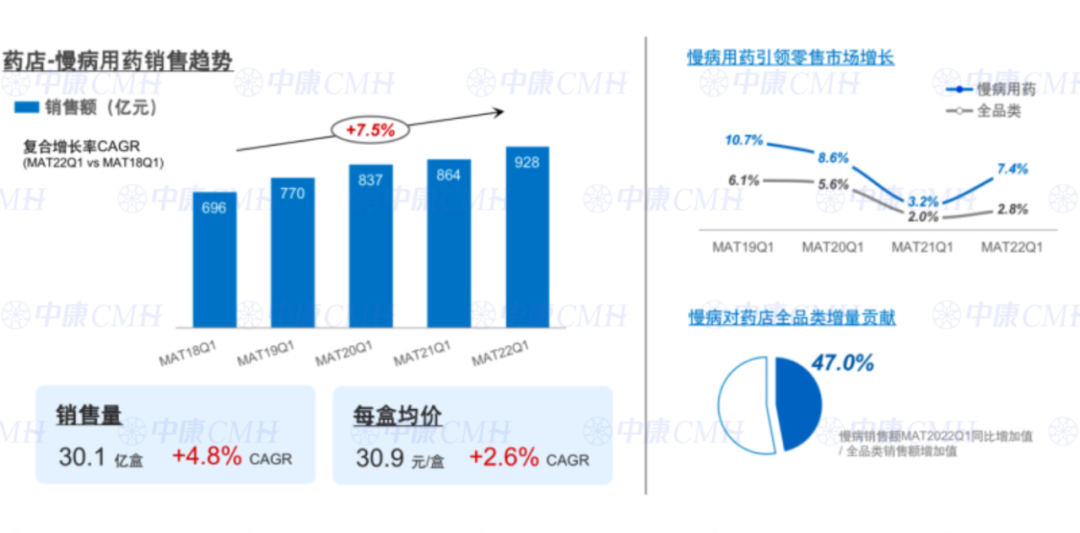 药店-慢病用药销售趋势
销售额（亿元）
复合增长率CAGR
(MAT22Q1 vs MAT18Q1)
+7.5%
696
770
837
864
928
MAT18Q1
MAT19Q1
MAT20Q1
MAT21Q1
MAT22Q1
销售量
30.1 亿盒 +4.8% CAGR
每盒均价
30.9 元/盒 +2.6% CAGR
慢病用药引领零售市场增长
慢病用药
全品类
10.7%
8.6%
3.2%
7.4%
6.1%
5.6%
2.0%
2.8%
MAT19Q1 MAT20Q1 MAT21Q1 MAT22Q1
慢病对药店全品类增量贡献
47.0%
慢病销售额MAT2022Q1同比增加值
/ 全品类销售额增加值
中康CMH